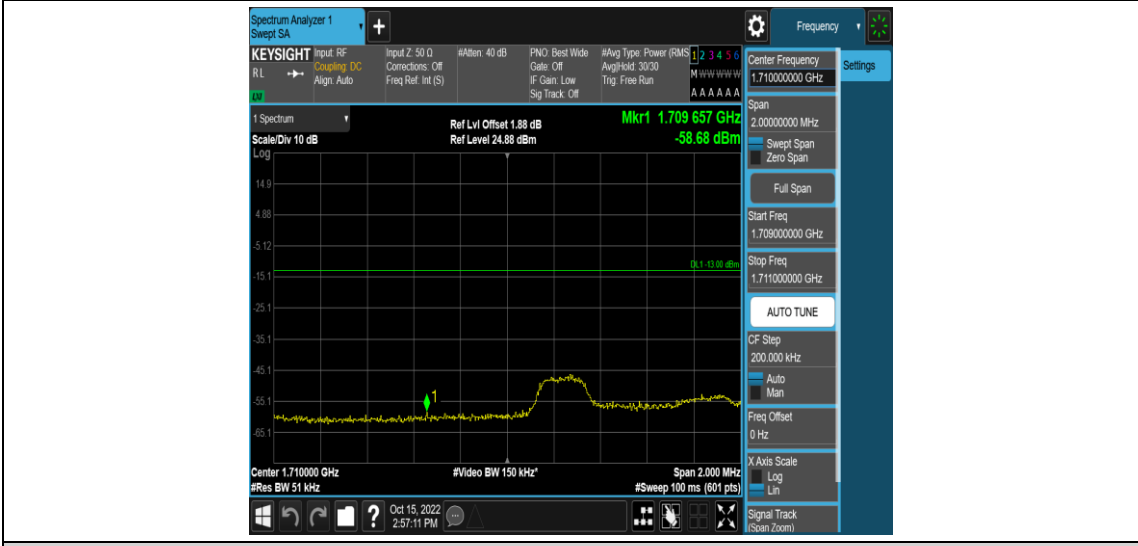 Spectrum Analyzer 1
Swept SA
+
Frequency
KEYSIGHT
RL
Input: RF
Coupling: DC
Align: Auto
Input Z: 50 Ω
Corrections: Off
Freq Ref: Int (S)
#Atten: 40 dB
PNO: Best Wide
Gate: Off
IF Gain: Low
Sig Track: Off
#Avg Type: Power (RMS
Avg|Hold: 30/30
Trig: Free Run
1 2 3 4 5 6
M W W W W W
A A A A A A
1 Spectrum
Scale/Div 10 dB
Log
Ref Lvl Offset 1.88 dB
Ref Level 24.88 dBm
Mkr1 1.709 657 GHz
-58.68 dBm
14.9
4.88
-5.12
DL1 -13.00 dBm
-15.1
-25.1
-35.1
-45.1
-55.1
-65.1
1
Center 1.710000 GHz
#Res BW 51 kHz
#Video BW 150 kHz*
Span 2.000 MHz
#Sweep 100 ms (601 pts)
Center Frequency
1.710000000 GHz
Settings
Span
2.00000000 MHz
Swept Span
Zero Span
Full Span
Start Freq
1.709000000 GHz
Stop Freq
1.711000000 GHz
AUTO TUNE
CF Step
200.000 kHz
Auto
Man
Freq Offset
0 Hz
X Axis Scale
Log
Lin
Signal Track
(Span Zoom)
?
Oct 15, 2022
2:57:11 PM